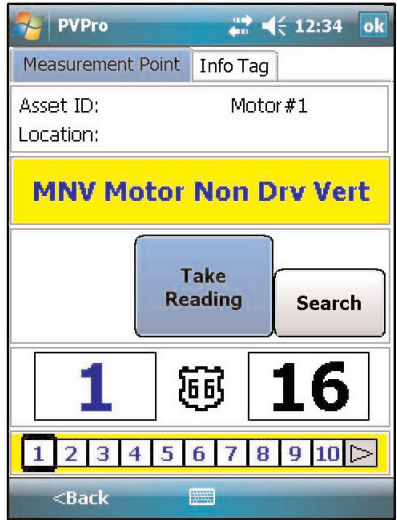 PVPro 12:34 ok
Measurement Point Info Tag
Asset ID: Motor#1
Location:
MNV Motor Non Drv Vert
Take
Reading
Search
1 66 16
1 2 3 4 5 6 7 8 9 10
<Back